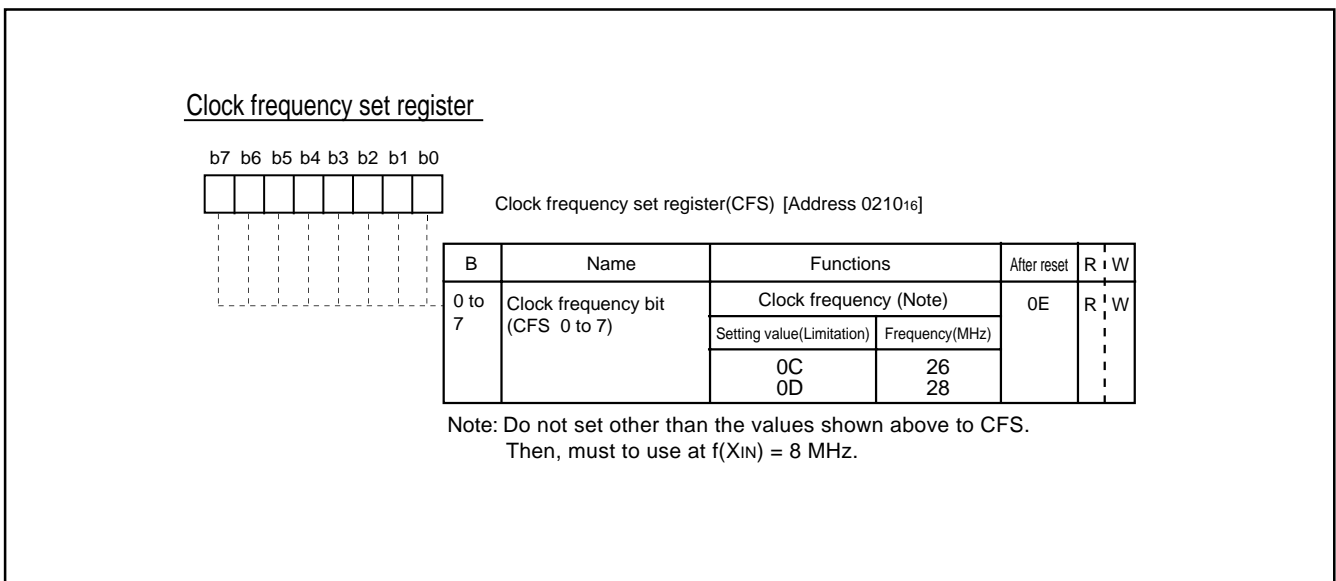 Clock frequency set register
b7 b6 b5 b4 b3 b2 b1 b0
Clock frequency set register(CFS) [Address 021016]
B Name Functions After reset R W
0 to 7 Clock frequency bit (CFS 0 to 7) Clock frequency (Note) 0E R W
Setting value(Limitation) Frequency(MHz)
0C 26
0D 28
Note: Do not set other than the values shown above to CFS.
Then, must to use at f(XIN) = 8 MHz.